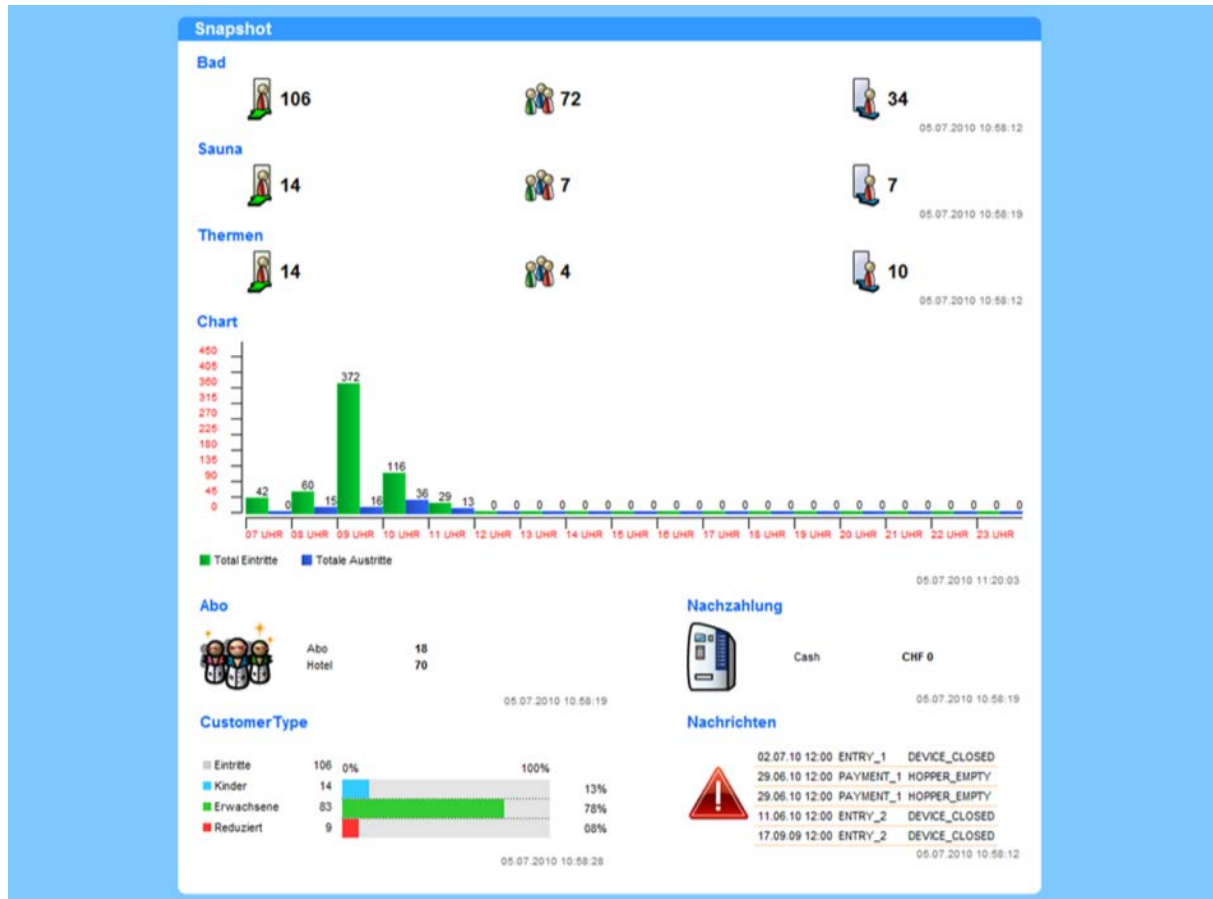 Snapshot
Bad
106 72 34
05.07.2010 10:58:12
Sauna
14 7 7
05.07.2010 10:58:19
Thermen
14 4 10
05.07.2010 10:58:12
Chart
450
405
360
315
270
225
180
135
90
45
0
42 0 60 15 372 16 116 36 29 13 0 0 0 0 0 0 0 0 0 0 0 0 0 0 0 0 0 0 0 0 0 0 0 0
07 UHR 08 UHR 09 UHR 10 UHR 11 UHR 12 UHR 13 UHR 14 UHR 15 UHR 16 UHR 17 UHR 18 UHR 19 UHR 20 UHR 21 UHR 22 UHR 23 UHR
Total Eintritte Totale Austritte
05.07.2010 11:20:03
Abo
Abo 18
Hotel 70
05.07.2010 10:58:19
Nachzahlung
Cash CHF 0
05.07.2010 10:58:19
CustomerType
Eintritte 106 0% 100%
Kinder 14 13%
Erwachsene 83 78%
Reduziert 9 08%
05.07.2010 10:58:28
Nachrichten
02.07.10 12:00 ENTRY_1 DEVICE_CLOSED
29.06.10 12:00 PAYMENT_1 HOPPER_EMPTY
29.06.10 12:00 PAYMENT_1 HOPPER_EMPTY
11.06.10 12:00 ENTRY_2 DEVICE_CLOSED
17.09.09 12:00 ENTRY_2 DEVICE_CLOSED
05.07.2010 10:58:12